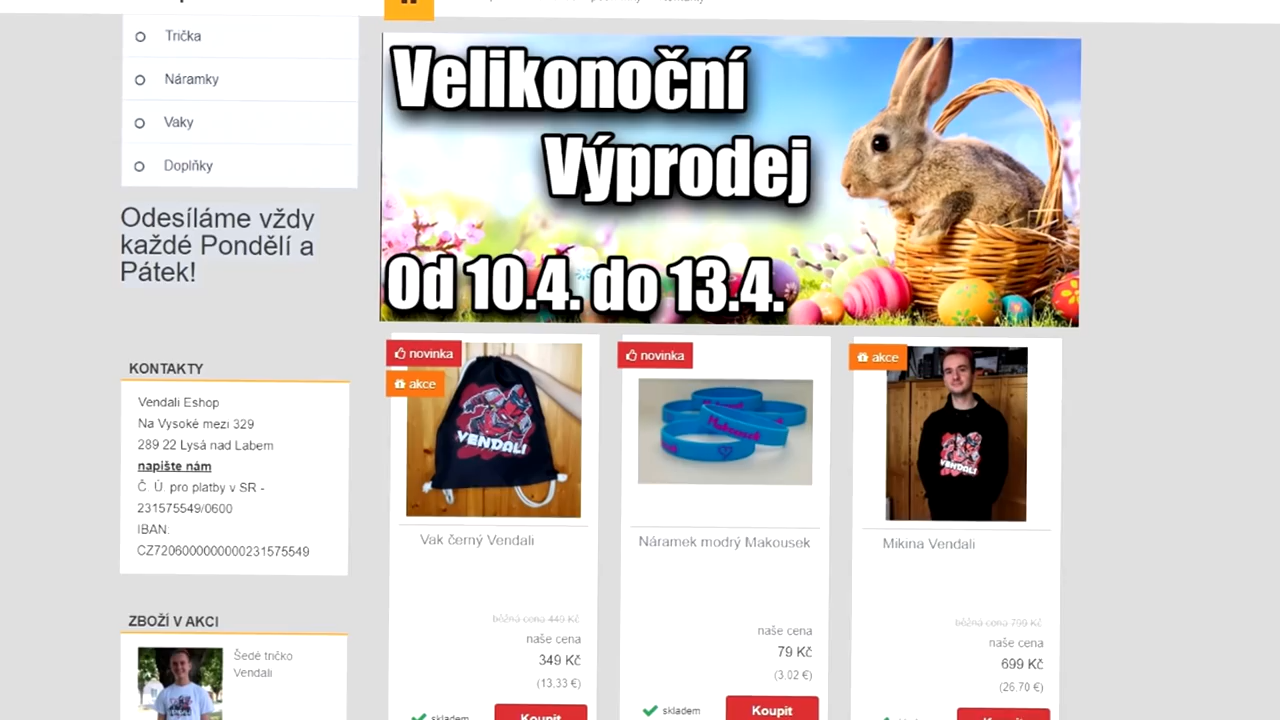 Trička
Náramky
Vaky
Doplňky
Odesíláme vždy
každé Pondělí a
Pátek!
KONTAKTY
Vendali Eshop
Na Vysoké mezi 329
289 22 Lysá nad Labem
napište nám
Č. Ú. pro platby v SR -
231575549/0600
IBAN:
CZ7206000000000231575549
ZBOŽÍ V AKCI
Šedé tričko
Vendali
Velikonoční
Výprodej
Od 10.4. do 13.4.
novinka
akce
VENDALI
Vak černý Vendali
běžná cena 449 Kč
naše cena
349 Kč
(13.33 €)
skladem
Koupit
novinka
Makousek
Náramek modrý Makousek
naše cena
79 Kč
(3.02 €)
skladem
Koupit
akce
VENDALI
Mikina Vendali
běžná cena 799 Kč
naše cena
699 Kč
(26.70 €)